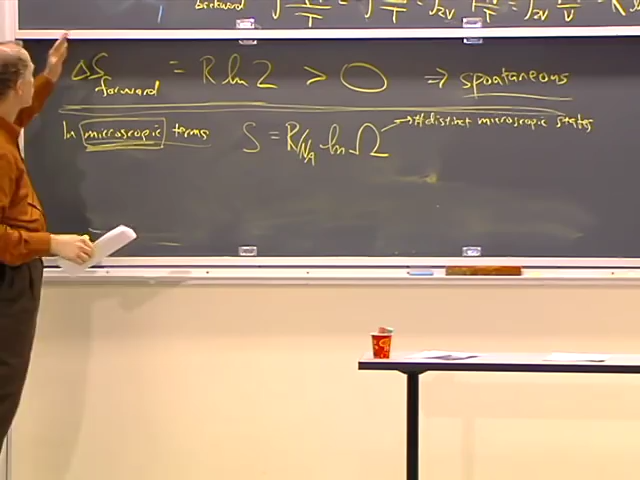 backward
ΔS forward = R ln 2 > 0 ⇒ spontaneous
In microscopic terms S = R/N_A ln Ω → # distinct microscopic states